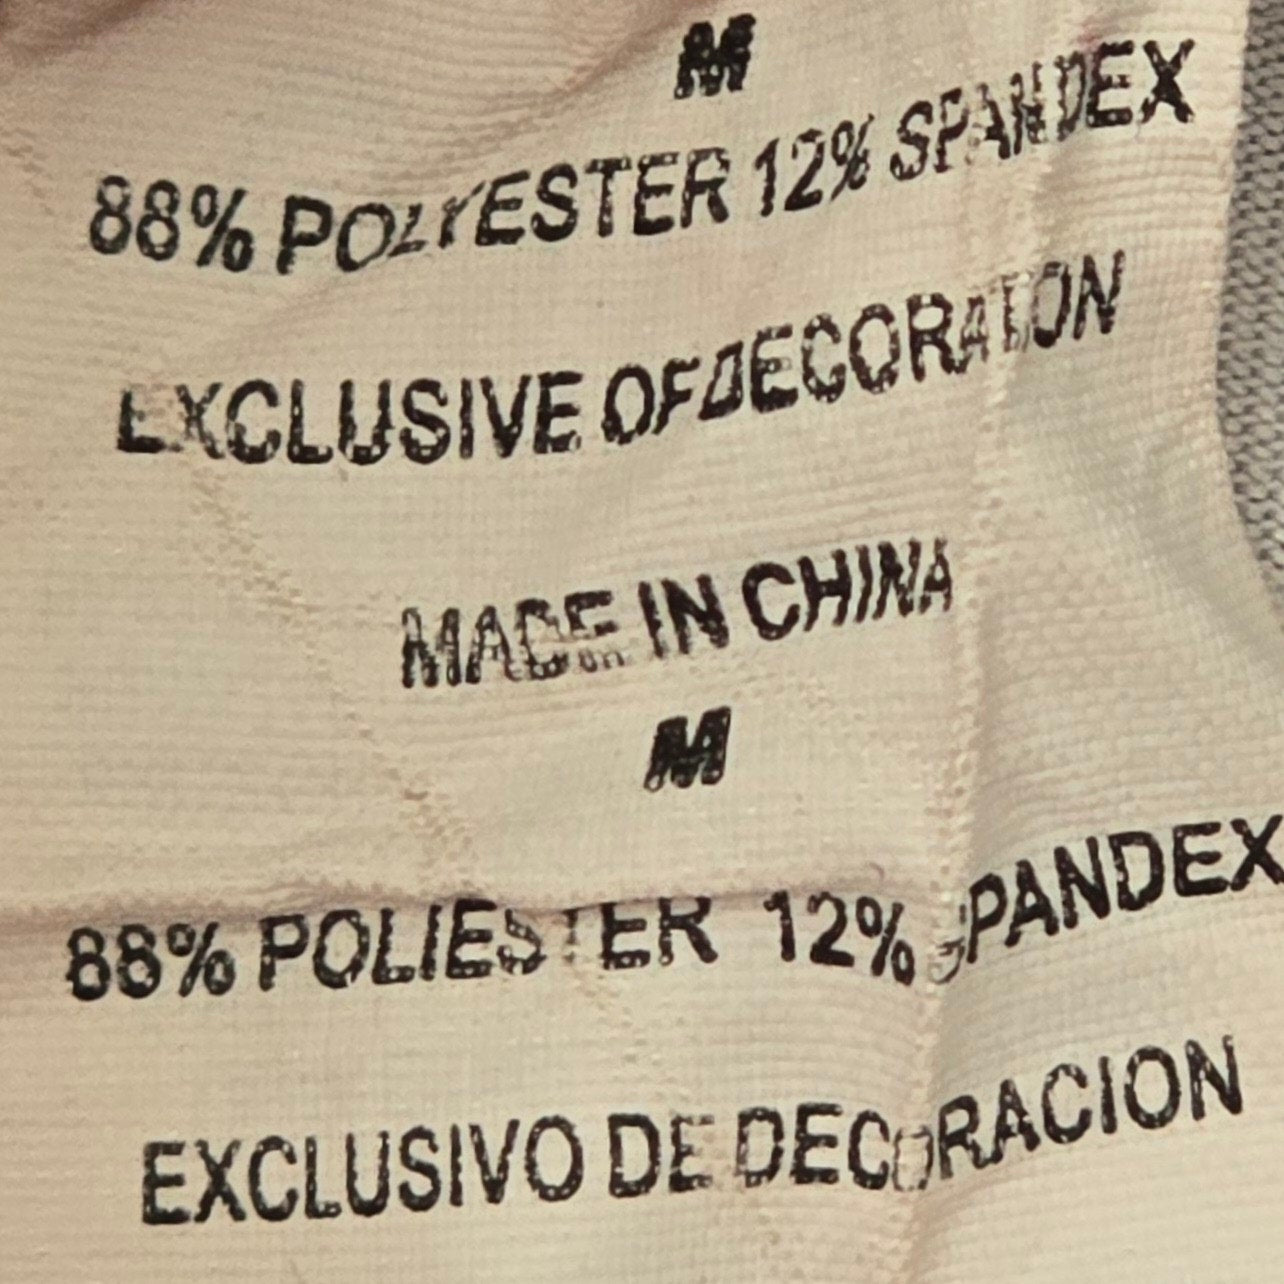 M
88% POLYESTER 12% SPANDEX
EXCLUSIVE OF DECORATION
MADE IN CHINA
M
88% POLIESTER 12% SPANDEX
EXCLUSIVO DE DECORACION